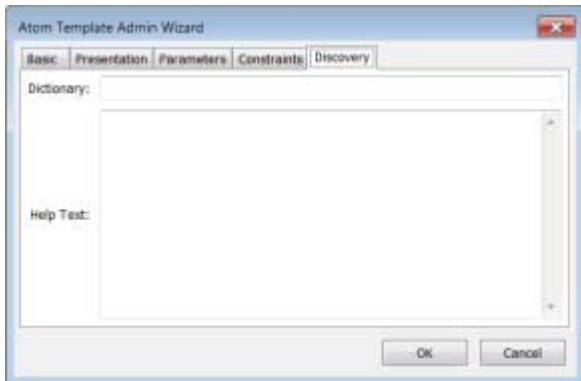 Atom Template Admin Wizard
Basic Presentation Parameters Constraints Discovery
Dictionary:
Help Text:
OK Cancel